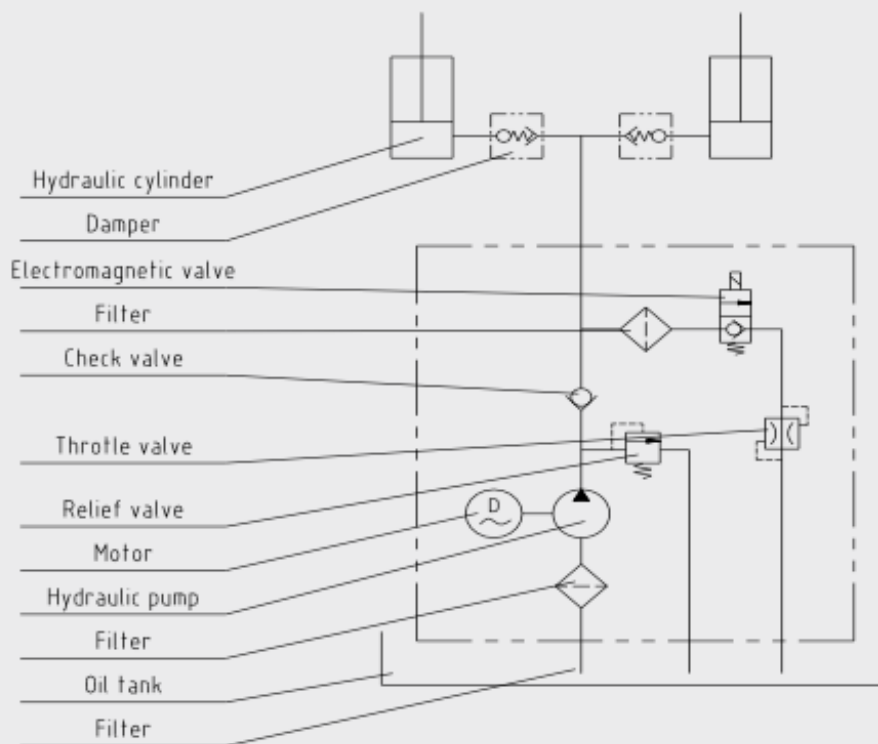 Hydraulic cylinder
Damper
Electromagnetic valve
Filter
Check valve
Throtle valve
Relief valve
D
Motor
Hydraulic pump
Filter
Oil tank
Filter